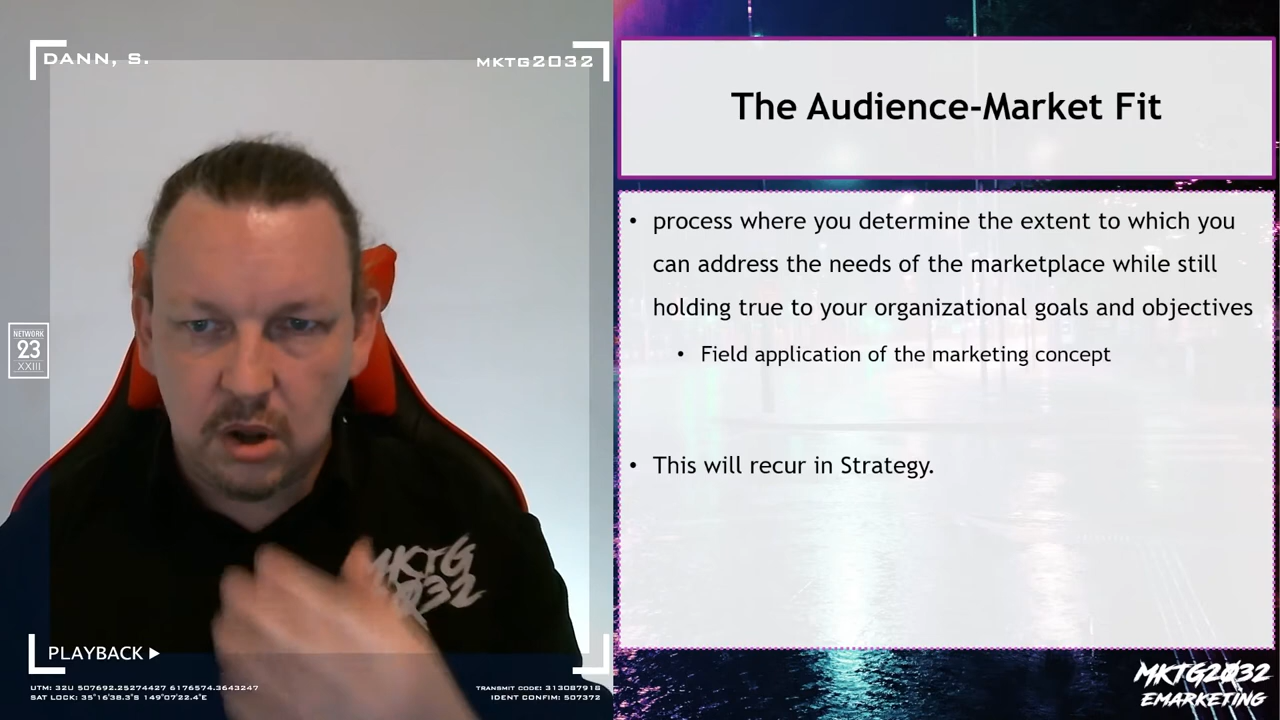 DANN, S.
MKTG2032
NETWORK
23
XXIII
MKTG
2032
PLAYBACK
UTM: 32U 507692.25274427 6176574.3643247
SAT LOCK: 35°16'38.3"S 149°07'22.4"E
TRANSMIT CODE: 313087918
IDENT CONFIM: 507372
The Audience-Market Fit
• process where you determine the extent to which you
can address the needs of the marketplace while still
holding true to your organizational goals and objectives
• Field application of the marketing concept
• This will recur in Strategy.
MKTG2032
EMARKETING